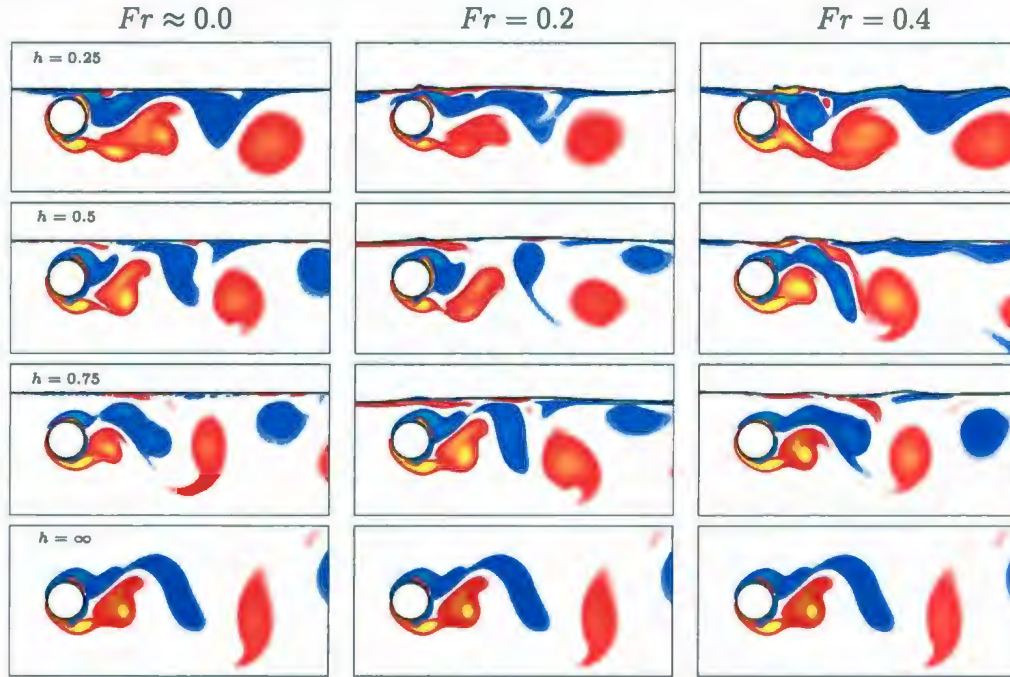 Fr ≈ 0.0 Fr = 0.2 Fr = 0.4
h = 0.25
h = 0.5
h = 0.75
h = ∞